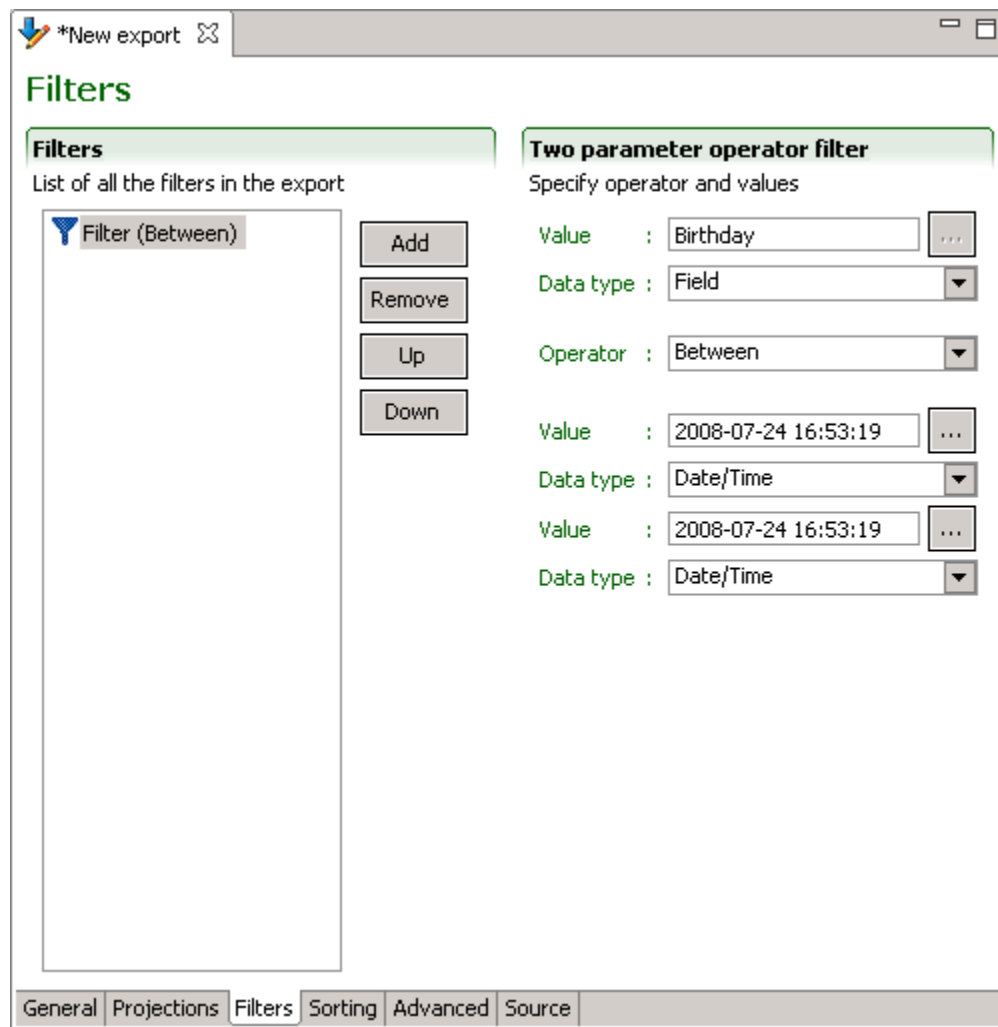 *New export
Filters
Filters
List of all the filters in the export
Filter (Between)
Add
Remove
Up
Down
Two parameter operator filter
Specify operator and values
Value : Birthday ...
Data type : Field
Operator : Between
Value : 2008-07-24 16:53:19 ...
Data type : Date/Time
Value : 2008-07-24 16:53:19 ...
Data type : Date/Time
General Projections Filters Sorting Advanced Source